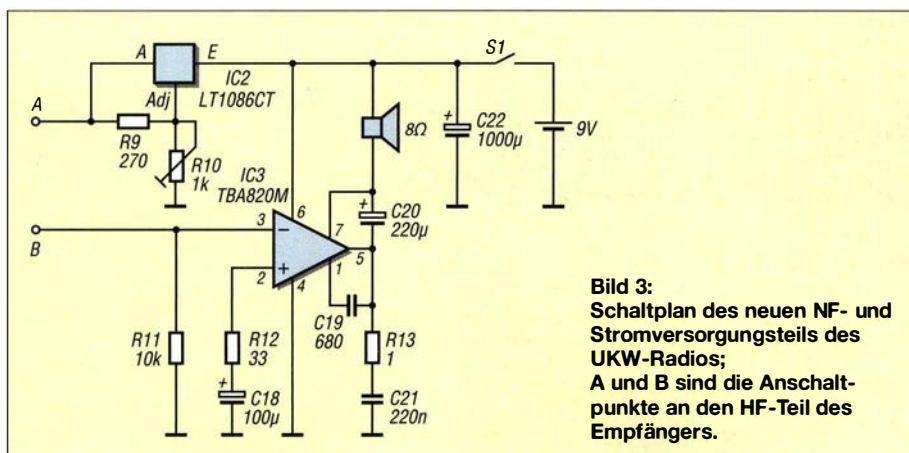 A
E
S1
IC2
LT1086CT
Adj
A
R9
270
R10
1k
8Ω
+
C22
1000µ
9V
IC3
TBA820M
+
C20
220µ
3
–
6
7
5
B
2
+
4
1
C19
680
R11
10k
R12
33
+
C18
100µ
R13
1
C21
220n
Bild 3:
Schaltplan des neuen NF- und
Stromversorgungsteils des
UKW-Radios;
A und B sind die Anschalt-
punkte an den HF-Teil des
Empfängers.